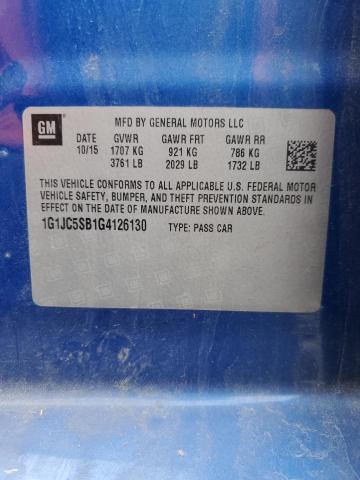 GM
MFD BY GENERAL MOTORS LLC
DATE GVWR GAWR FRT GAWR RR
10/15 1707 KG 921 KG 786 KG
3761 LB 2029 LB 1732 LB
THIS VEHICLE CONFORMS TO ALL APPLICABLE U.S. FEDERAL MOTOR
VEHICLE SAFETY, BUMPER, AND THEFT PREVENTION STANDARDS IN
EFFECT ON THE DATE OF MANUFACTURE SHOWN ABOVE.
1G1JC5SB1G4126130 TYPE: PASS CAR